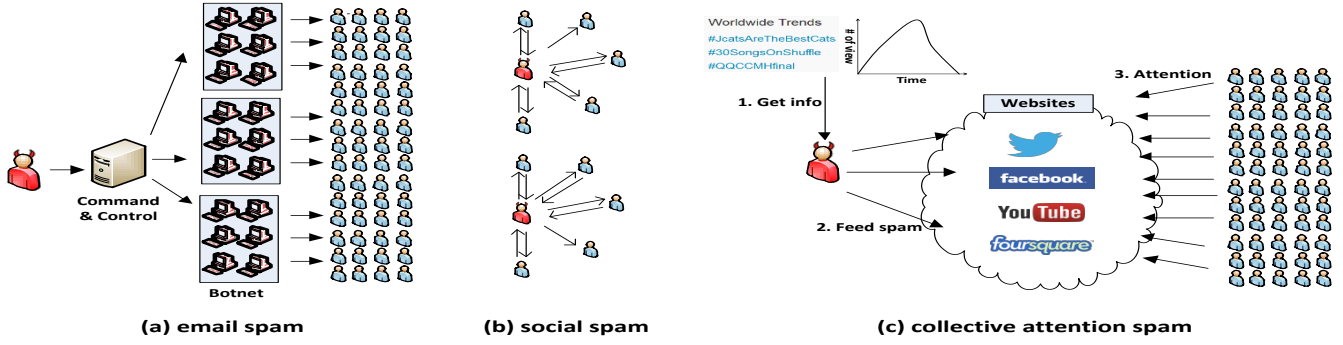 Command
& Control
Botnet
(a) email spam
(b) social spam
Worldwide Trends
#JcatsAreTheBestCats
#30SongsOnShuffle
#QQCCMHfinal
# of view
Time
1. Get info
2. Feed spam
Websites
facebook
YouTube
foursquare
3. Attention
(c) collective attention spam